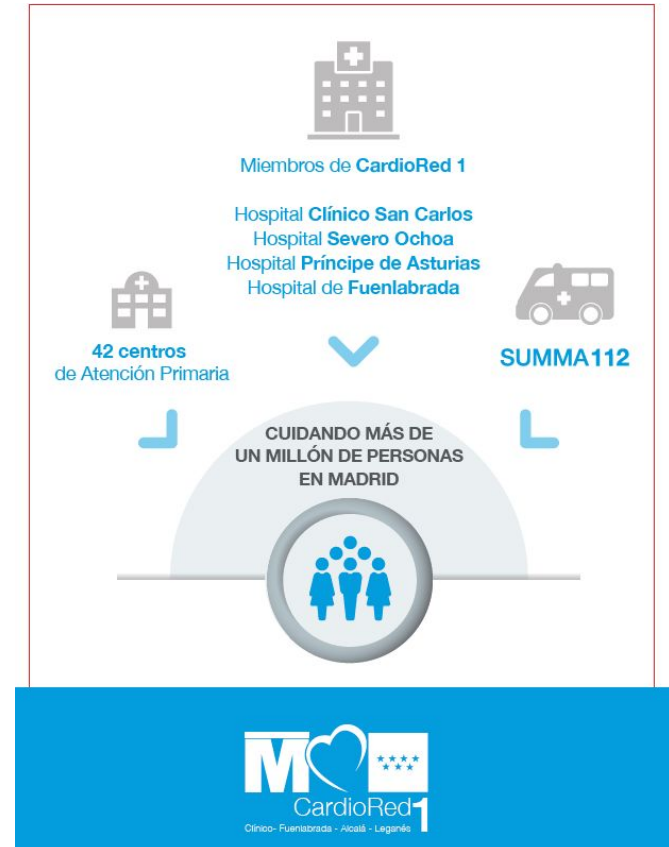 Miembros de CardioRed 1
Hospital Clínico San Carlos
Hospital Severo Ochoa
Hospital Príncipe de Asturias
Hospital de Fuenlabrada
42 centros
de Atención Primaria
SUMMA112
CUIDANDO MÁS DE
UN MILLÓN DE PERSONAS
EN MADRID
M
CardioRed1
Clínico- Fuenlabrada - Alcalá - Leganés